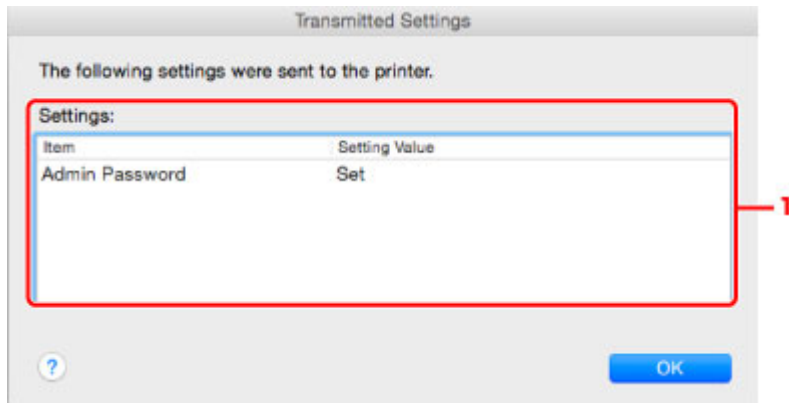 Transmitted Settings
The following settings were sent to the printer.
Settings:
Item Setting Value
Admin Password Set
1
? OK